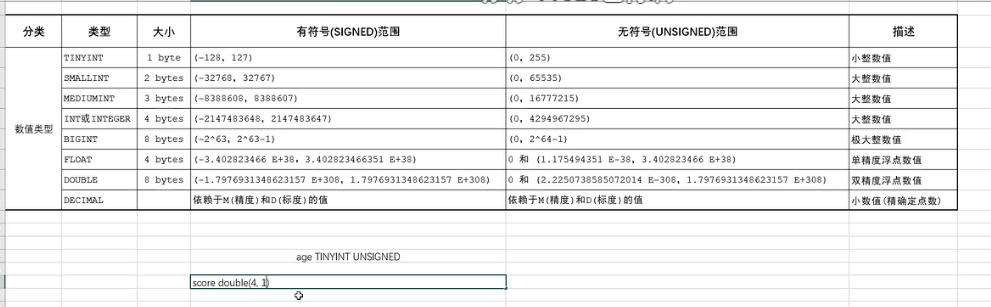 分类 类型 大小 有符号(SIGNED)范围 无符号(UNSIGNED)范围 描述
数值类型
TINYINT 1 byte (-128, 127) (0, 255) 小整数值
SMALLINT 2 bytes (-32768, 32767) (0, 65535) 大整数值
MEDIUMINT 3 bytes (-8388608, 8388607) (0, 16777215) 大整数值
INT或INTEGER 4 bytes (-2147483648, 2147483647) (0, 4294967295) 大整数值
BIGINT 8 bytes (-2^63, 2^63-1) (0, 2^64-1) 极大整数值
FLOAT 4 bytes (-3.402823466 E+38, 3.402823466351 E+38) 0 和 (1.175494351 E-38, 3.402823466 E+38) 单精度浮点数值
DOUBLE 8 bytes (-1.7976931348623157 E+308, 1.7976931348623157 E+308) 0 和 (2.2250738585072014 E-308, 1.7976931348623157 E+308) 双精度浮点数值
DECIMAL 依赖于M(精度)和D(标度)的值 依赖于M(精度)和D(标度)的值 小数值(精确定点数)
age TINYINT UNSIGNED
score double(4, 1)